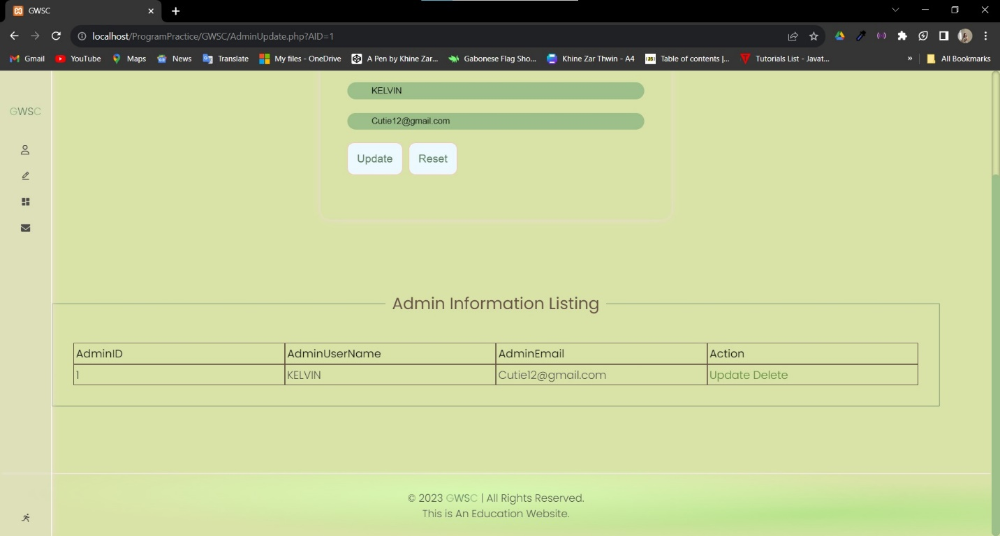 GWSC
localhost/ProgramPractice/GWSC/AdminUpdate.php?AID=1
Gmail YouTube Maps News Translate My files - OneDrive A Pen by Khine Zar... Gabonese Flag Sho... Khine Zar Thwin - A4 JS Table of contents |... Tutorials List - Javat... » All Bookmarks
GWSC
KELVIN
Cutie12@gmail.com
Update Reset
Admin Information Listing
AdminID AdminUserName AdminEmail Action
1 KELVIN Cutie12@gmail.com Update Delete
© 2023 GWSC | All Rights Reserved.
This is An Education Website.